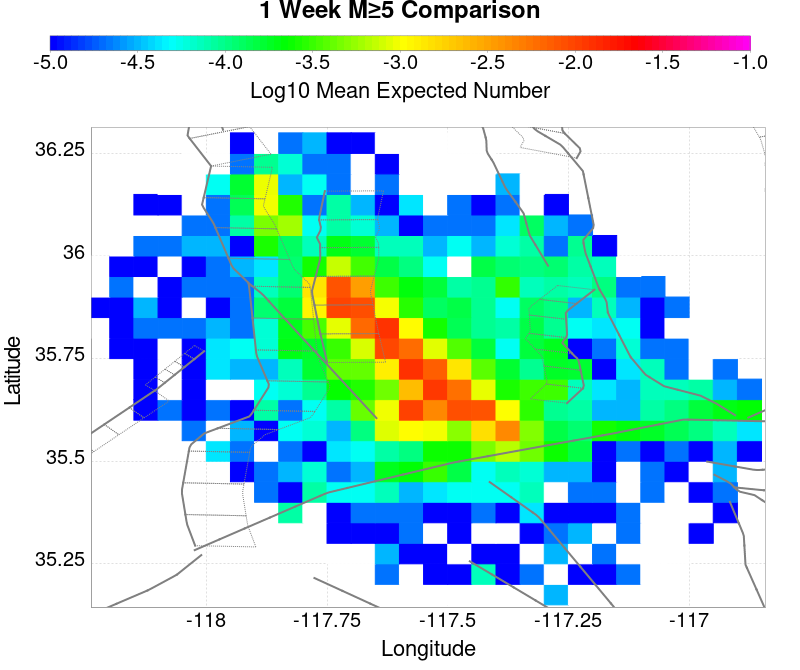 1 Week M≥5 Comparison
-5.0 -4.5 -4.0 -3.5 -3.0 -2.5 -2.0 -1.5 -1.0
Log10 Mean Expected Number
36.25
36
35.75
35.5
35.25
Latitude
-118 -117.75 -117.5 -117.25 -117
Longitude